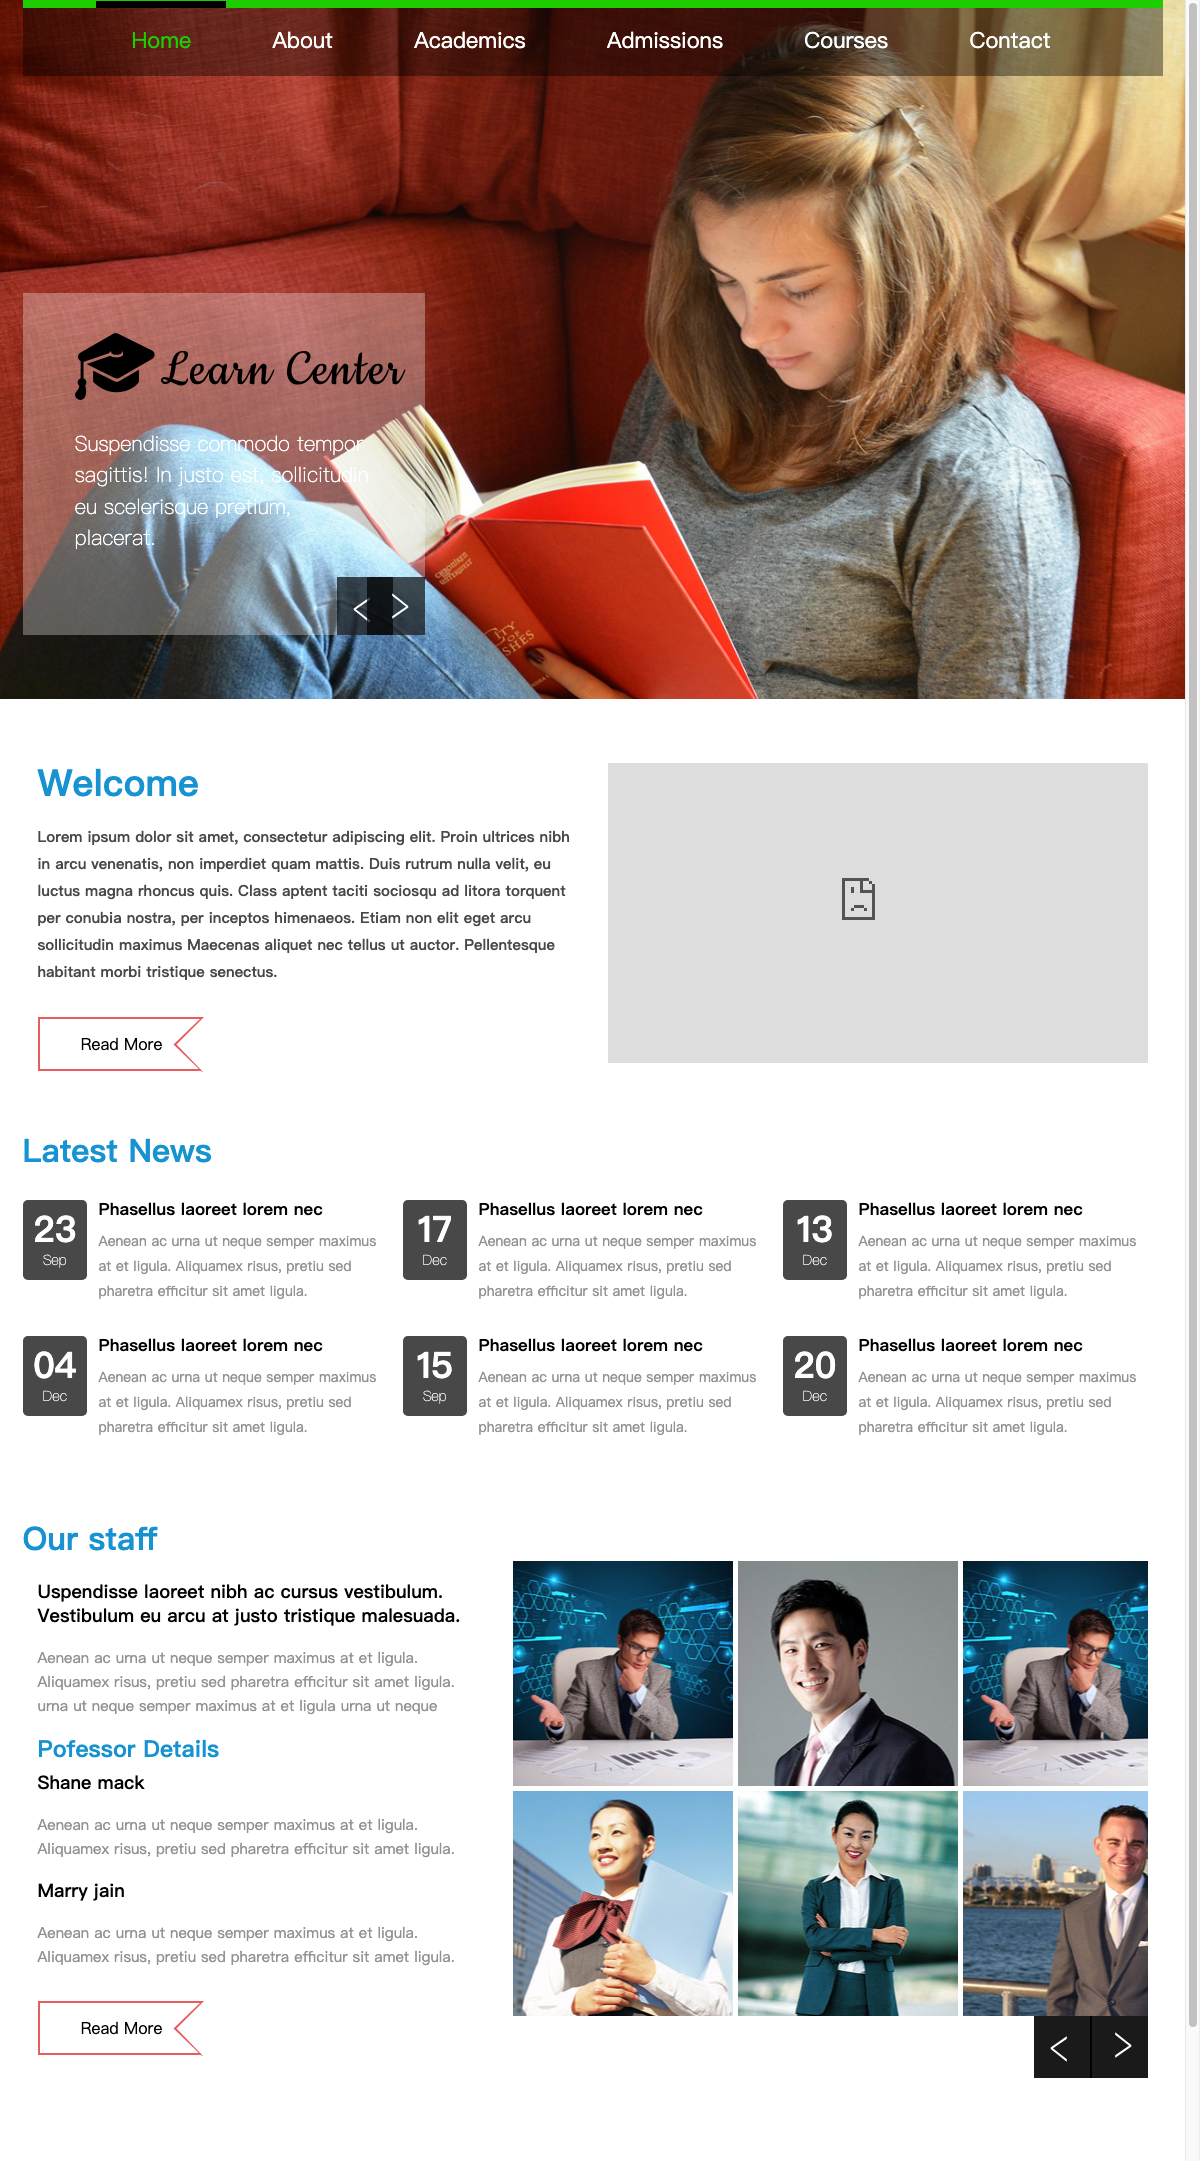 Home About Academics Admissions Courses Contact
Learn Center
Suspendisse commodo tempor
sagittis! In justo est, sollicitudin
eu scelerisque pretium,
placerat.
Welcome
Lorem ipsum dolor sit amet, consectetur adipiscing elit. Proin ultrices nibh
in arcu venenatis, non imperdiet quam mattis. Duis rutrum nulla velit, eu
luctus magna rhoncus quis. Class aptent taciti sociosqu ad litora torquent
per conubia nostra, per inceptos himenaeos. Etiam non elit eget arcu
sollicitudin maximus Maecenas aliquet nec tellus ut auctor. Pellentesque
habitant morbi tristique senectus.
Read More
Latest News
23
Sep
Phasellus laoreet lorem nec
Aenean ac urna ut neque semper maximus
at et ligula. Aliquamex risus, pretiu sed
pharetra efficitur sit amet ligula.
17
Dec
Phasellus laoreet lorem nec
Aenean ac urna ut neque semper maximus
at et ligula. Aliquamex risus, pretiu sed
pharetra efficitur sit amet ligula.
13
Dec
Phasellus laoreet lorem nec
Aenean ac urna ut neque semper maximus
at et ligula. Aliquamex risus, pretiu sed
pharetra efficitur sit amet ligula.
04
Dec
Phasellus laoreet lorem nec
Aenean ac urna ut neque semper maximus
at et ligula. Aliquamex risus, pretiu sed
pharetra efficitur sit amet ligula.
15
Sep
Phasellus laoreet lorem nec
Aenean ac urna ut neque semper maximus
at et ligula. Aliquamex risus, pretiu sed
pharetra efficitur sit amet ligula.
20
Dec
Phasellus laoreet lorem nec
Aenean ac urna ut neque semper maximus
at et ligula. Aliquamex risus, pretiu sed
pharetra efficitur sit amet ligula.
Our staff
Uspendisse laoreet nibh ac cursus vestibulum.
Vestibulum eu arcu at justo tristique malesuada.
Aenean ac urna ut neque semper maximus at et ligula.
Aliquamex risus, pretiu sed pharetra efficitur sit amet ligula.
urna ut neque semper maximus at et ligula urna ut neque
Pofessor Details
Shane mack
Aenean ac urna ut neque semper maximus at et ligula.
Aliquamex risus, pretiu sed pharetra efficitur sit amet ligula.
Marry jain
Aenean ac urna ut neque semper maximus at et ligula.
Aliquamex risus, pretiu sed pharetra efficitur sit amet ligula.
Read More